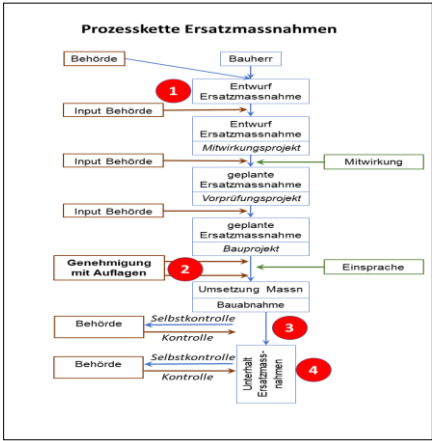 Prozesskette Ersatzmassnahmen
Behörde
Bauherr
1
Entwurf
Ersatzmassnahme
Input Behörde
Entwurf
Ersatzmassnahme
Mitwirkungsprojekt
Input Behörde
Mitwirkung
geplante
Ersatzmassnahme
Vorprüfungsprojekt
Input Behörde
geplante
Ersatzmassnahme
Bauprojekt
Genehmigung
mit Auflagen
2
Einsprache
Umsetzung Massn
Bauabnahme
Behörde
Selbstkontrolle
Kontrolle
3
Behörde
Selbstkontrolle
Kontrolle
Unterhalt
Ersatzmass-
nahmen
4